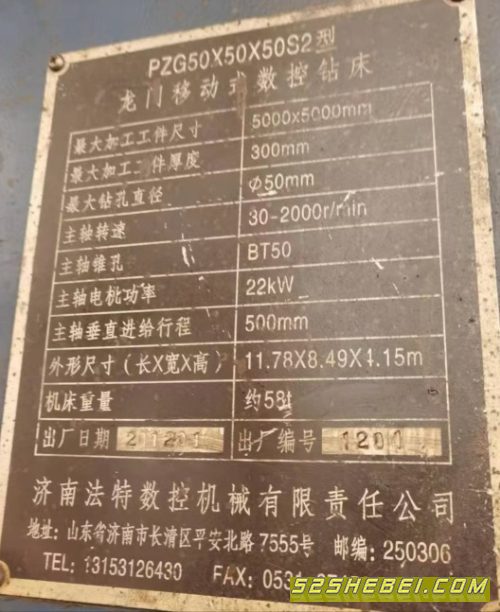 PZG50X50X50S2型
龙门移动式数控钻床
最大加工工件尺寸 5000x5000mm
最大加工工件厚度 300mm
最大钻孔直径 Φ50mm
主轴转速 30-2000r/min
主轴锥孔 BT50
主轴电机功率 22kW
主轴垂直进给行程 500mm
外形尺寸（长X宽X高） 11.78X8.49X4.15m
机床重量 约58t
出厂日期 201201 出厂编号 1201
济南法特数控机械有限责任公司
地址: 山东省济南市长清区平安北路7555号 邮编: 250306
TEL: 13153126430 FAX: 053
52SHEBEI.COM